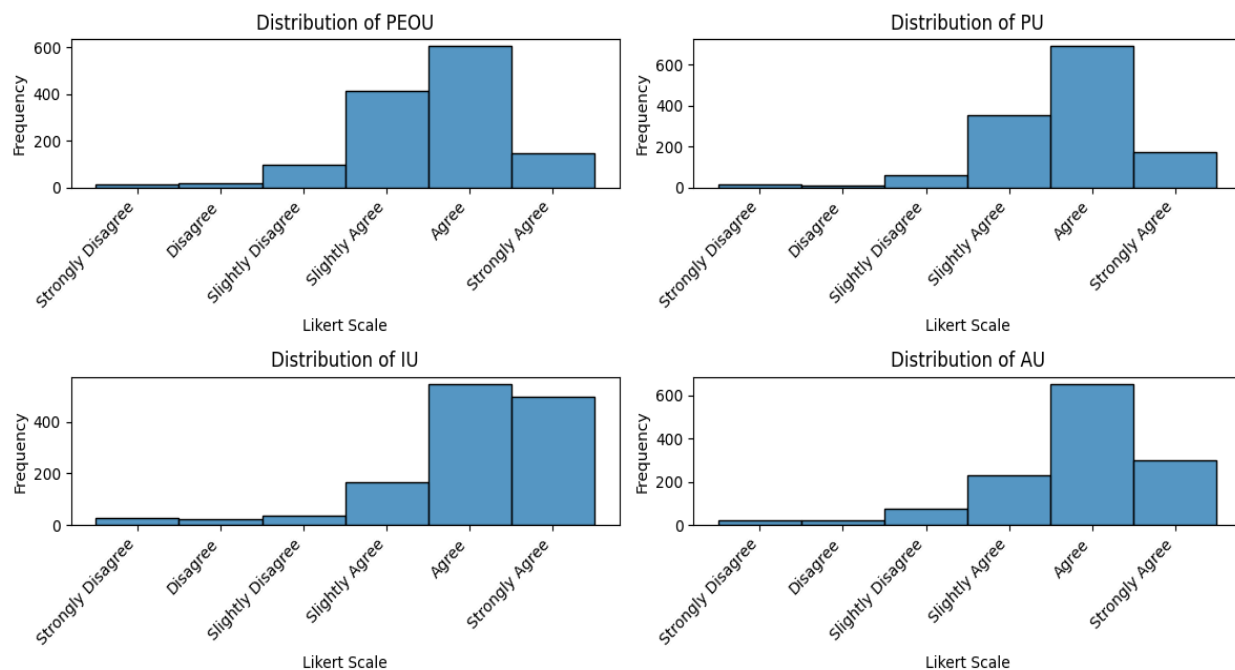 Distribution of PEOU
Frequency
600
400
200
0
Strongly Disagree
Disagree
Slightly Disagree
Slightly Agree
Agree
Strongly Agree
Likert Scale
Distribution of PU
Frequency
600
400
200
0
Strongly Disagree
Disagree
Slightly Disagree
Slightly Agree
Agree
Strongly Agree
Likert Scale
Distribution of IU
Frequency
400
200
0
Strongly Disagree
Disagree
Slightly Disagree
Slightly Agree
Agree
Strongly Agree
Likert Scale
Distribution of AU
Frequency
600
400
200
0
Strongly Disagree
Disagree
Slightly Disagree
Slightly Agree
Agree
Strongly Agree
Likert Scale